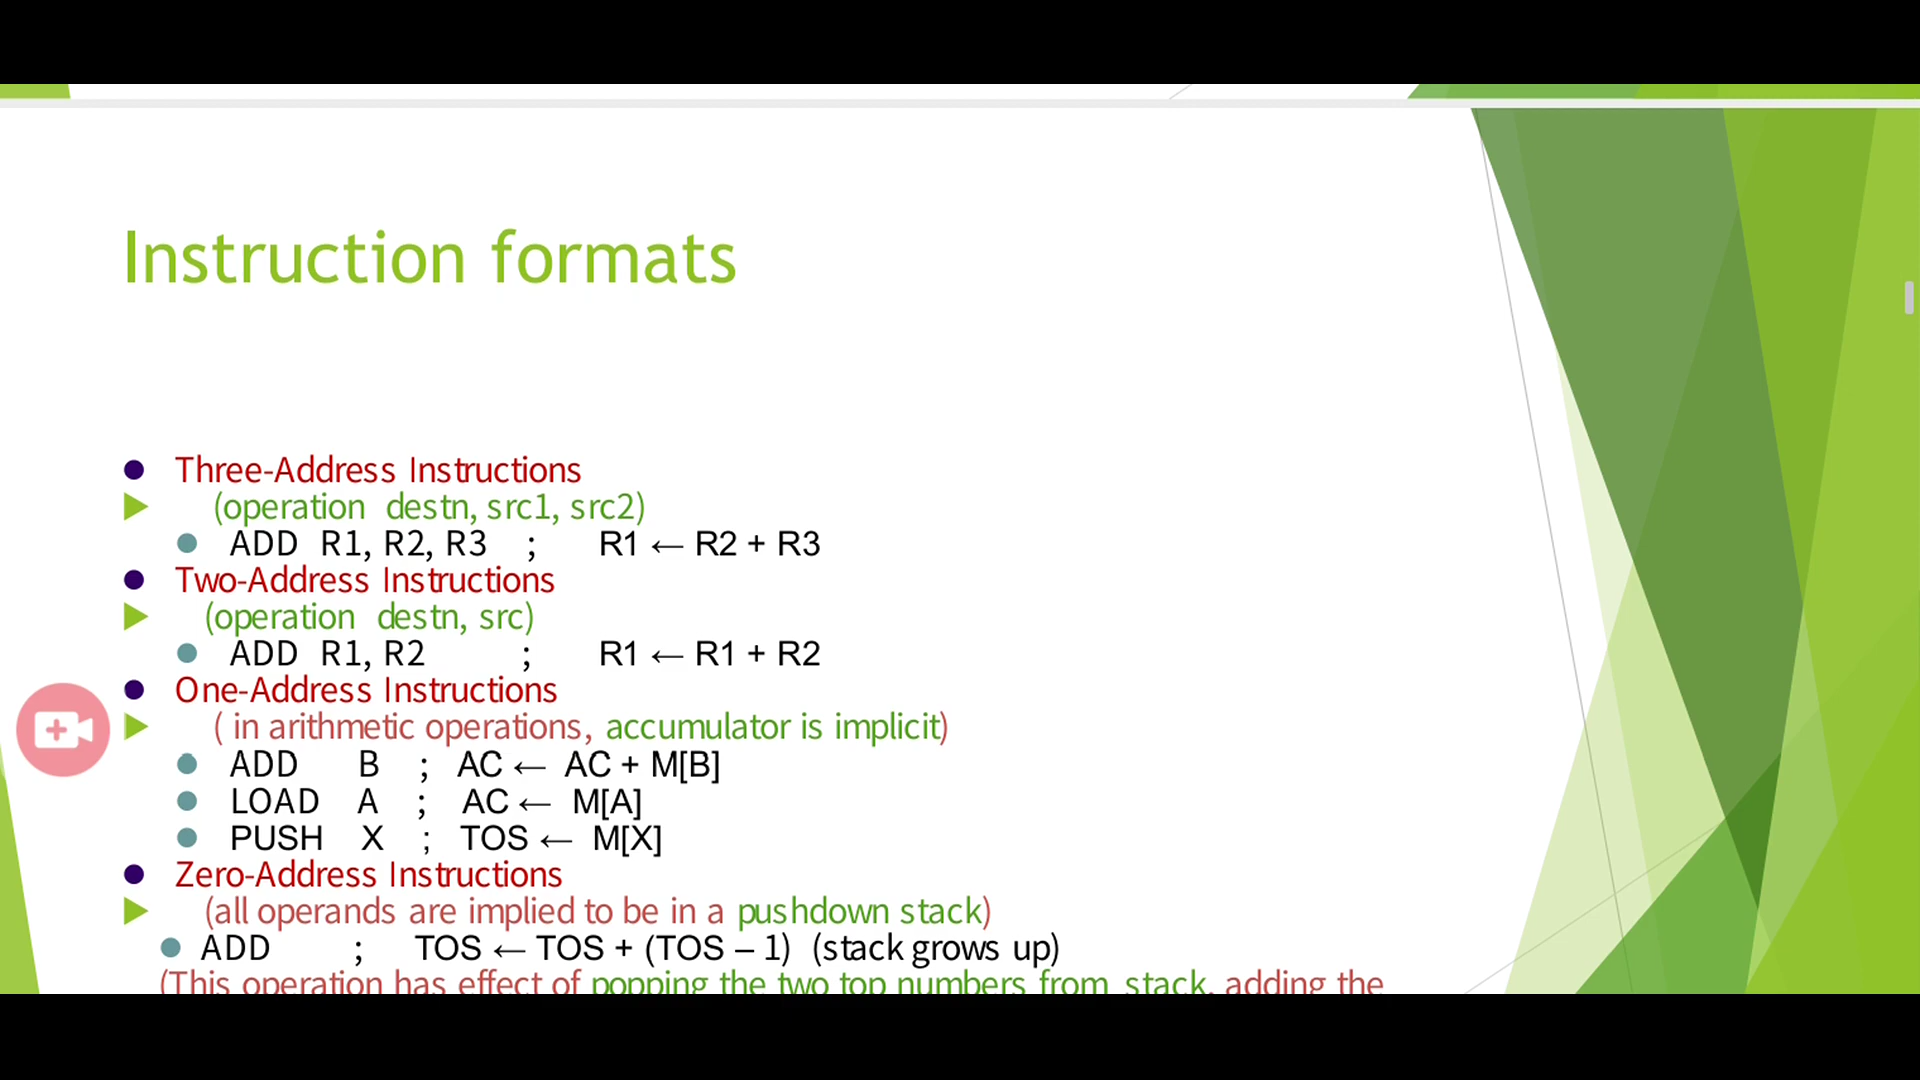 Instruction formats
Three-Address Instructions
(operation destn, src1, src2)
ADD R1, R2, R3 ; R1 ← R2 + R3
Two-Address Instructions
(operation destn, src)
ADD R1, R2 ; R1 ← R1 + R2
One-Address Instructions
( in arithmetic operations, accumulator is implicit)
ADD B ; AC ← AC + M[B]
LOAD A ; AC ← M[A]
PUSH X ; TOS ← M[X]
Zero-Address Instructions
(all operands are implied to be in a pushdown stack)
ADD ; TOS ← TOS + (TOS – 1) (stack grows up)
(This operation has effect of popping the two top numbers from stack, adding the